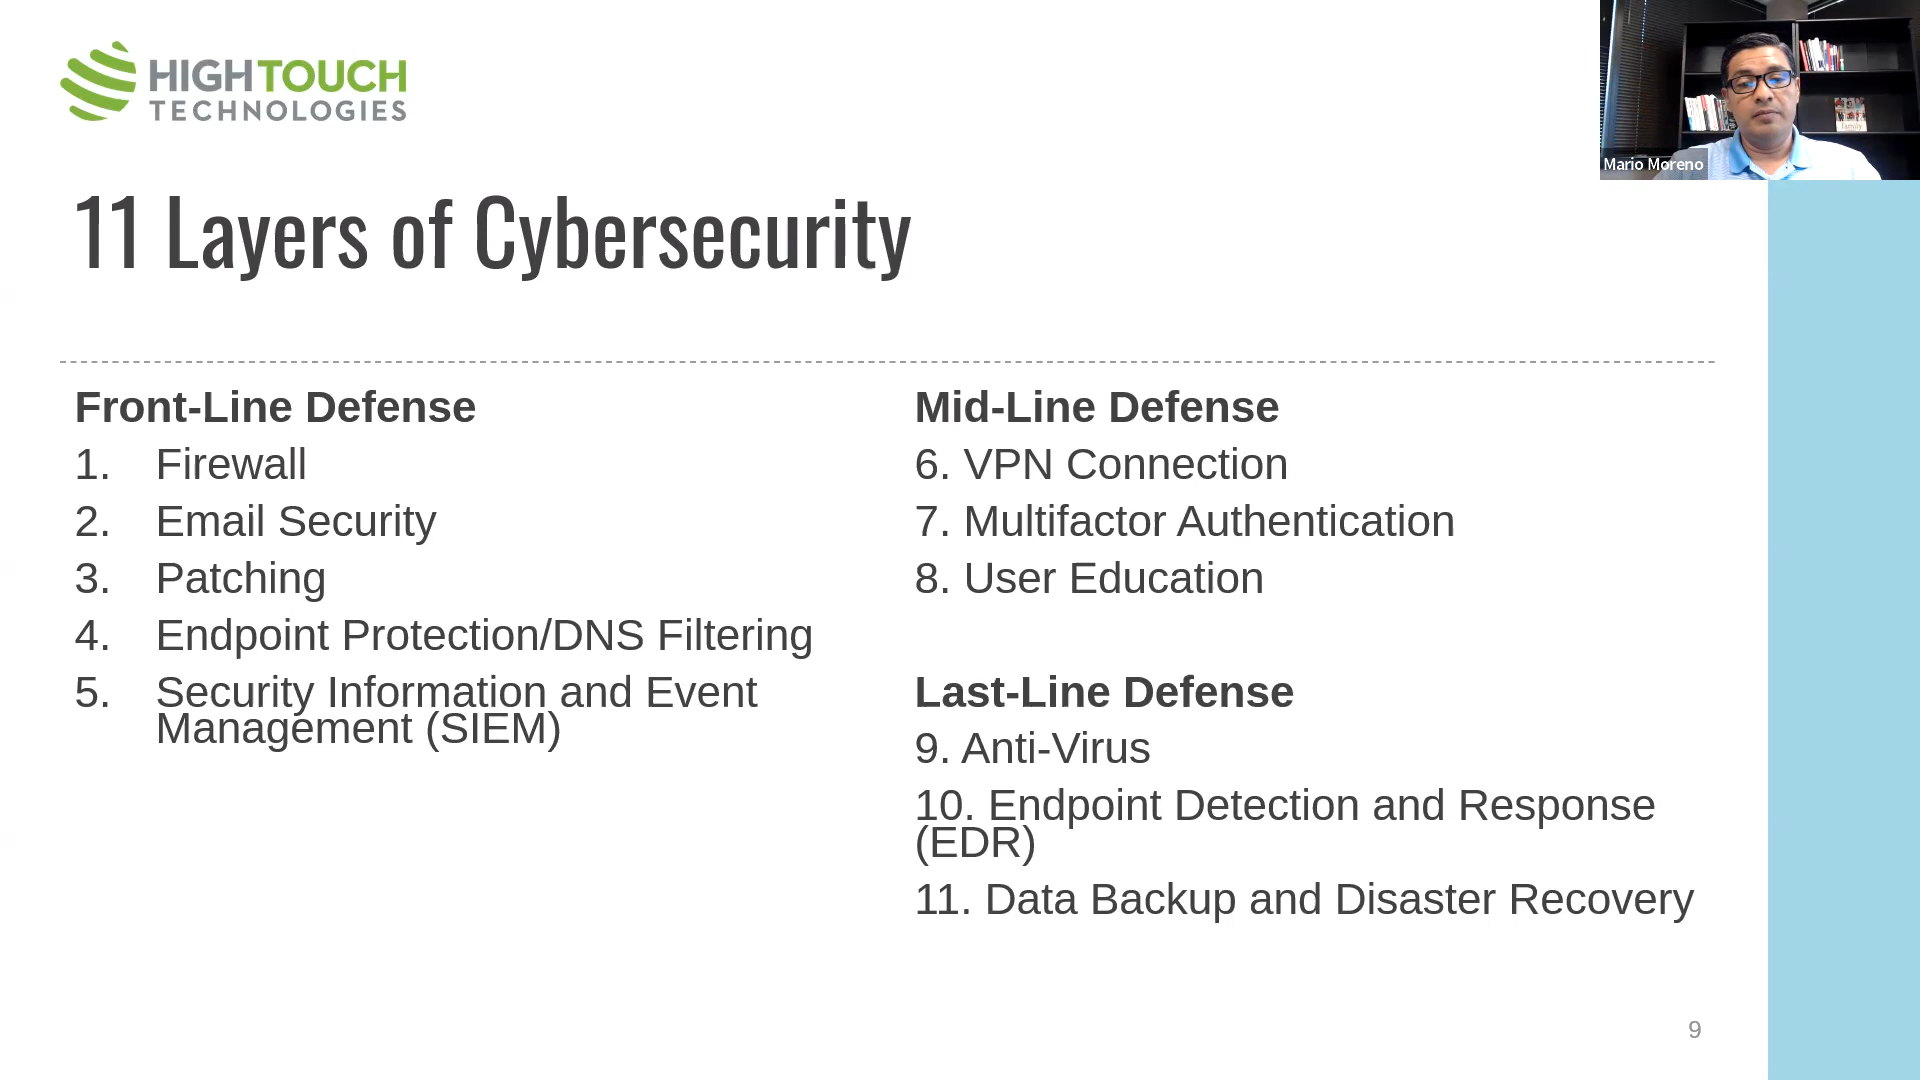 HIGHTOUCH
TECHNOLOGIES
Mario Moreno
11 Layers of Cybersecurity
Front-Line Defense
1. Firewall
2. Email Security
3. Patching
4. Endpoint Protection/DNS Filtering
5. Security Information and Event
Management (SIEM)
Mid-Line Defense
6. VPN Connection
7. Multifactor Authentication
8. User Education
Last-Line Defense
9. Anti-Virus
10. Endpoint Detection and Response
(EDR)
11. Data Backup and Disaster Recovery
9